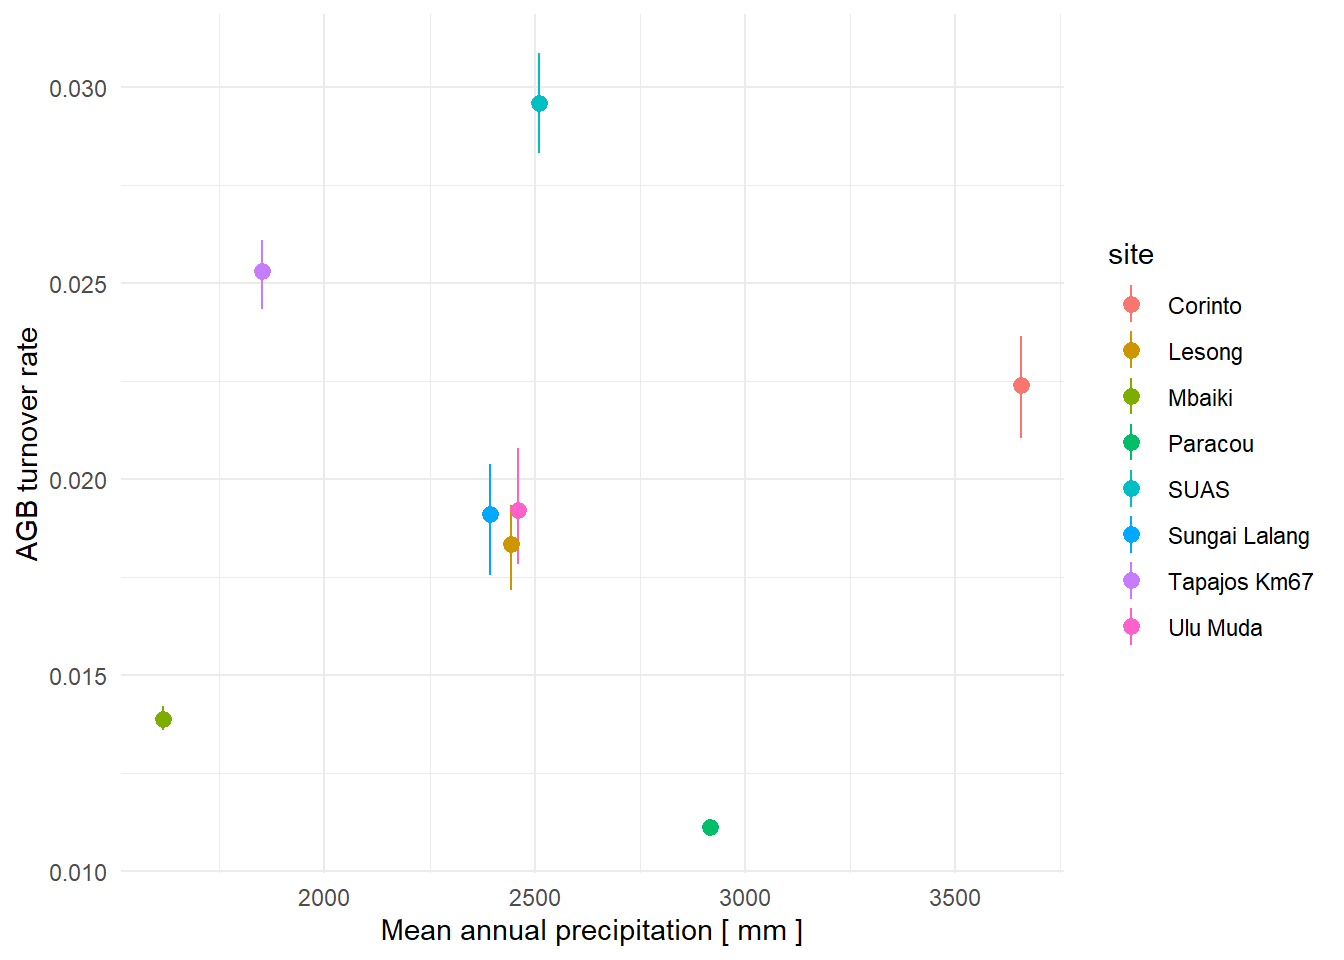 0.030
0.025
0.020
0.015
0.010
AGB turnover rate
2000
2500
3000
3500
Mean annual precipitation [ mm ]
site
Corinto
Lesong
Mbaiki
Paracou
SUAS
Sungai Lalang
Tapajos Km67
Ulu Muda